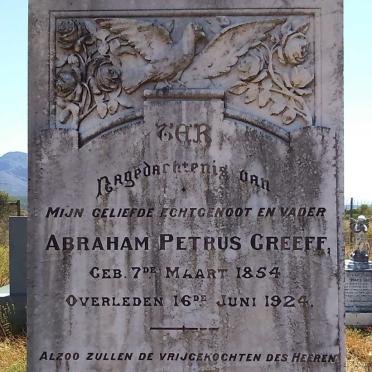 TER
Nagedachtenis van
MIJN GELIEFDE ECHTGENOOT EN VADER
ABRAHAM PETRUS GREEFF,
GEB. 7DE MAART 1854
OVERLEDEN 16DE JUNI 1924.
ALZOO ZULLEN DE VRIJGEKOCHTEN DES HEEREN